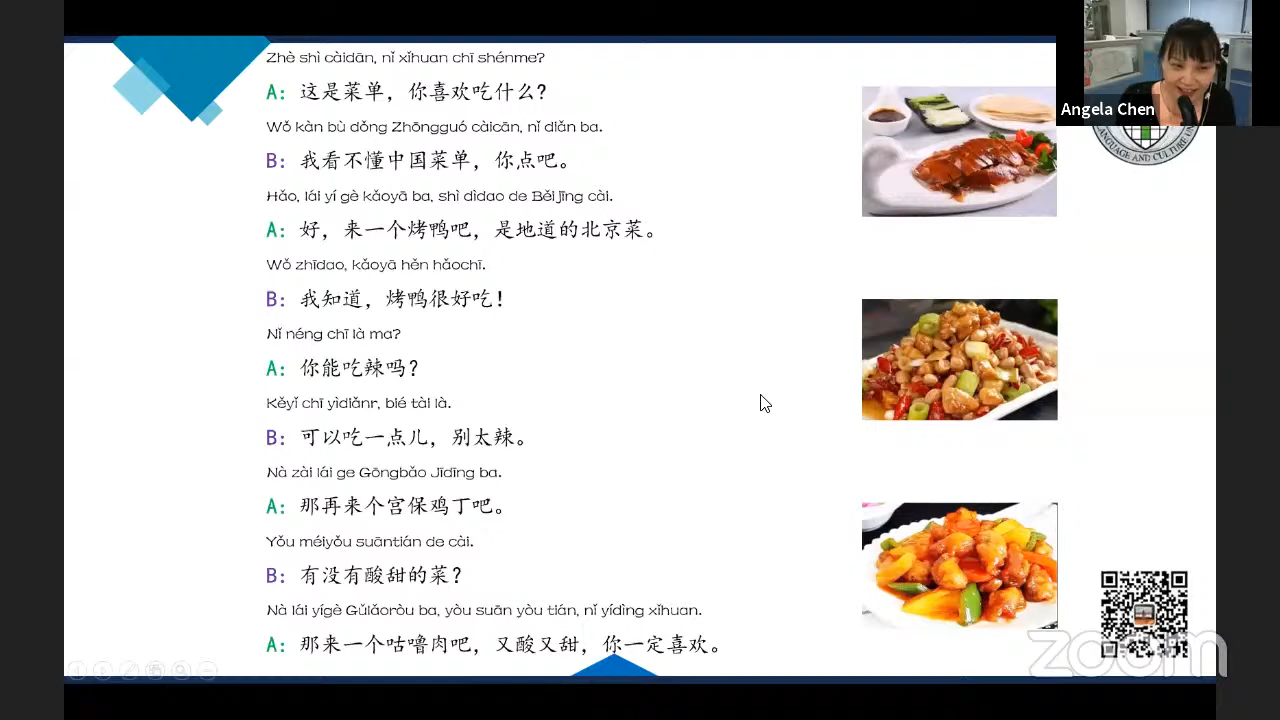 Zhè shì càidān, nǐ xǐhuan chī shénme?
A: 这是菜单，你喜欢吃什么?
Wǒ kàn bù dǒng Zhōngguó càicān, nǐ diǎn ba.
B: 我看不懂中国菜单，你点吧。
Hǎo, lái yí gè kǎoyā ba, shì dìdao de Běijīng cài.
A: 好，来一个烤鸭吧，是地道的北京菜。
Wǒ zhīdao, kǎoyā hěn hǎochī.
B: 我知道，烤鸭很好吃!
Nǐ néng chī là ma?
A: 你能吃辣吗?
Kěyǐ chī yìdiǎnr, bié tài là.
B: 可以吃一点儿，别太辣。
Nà zài lái ge Gōngbǎo Jīdīng ba.
A: 那再来个宫保鸡丁吧。
Yǒu méiyǒu suāntián de cài.
B: 有没有酸甜的菜?
Nà lái yígè Gǔlǎoròu ba, yòu suān yòu tián, nǐ yídìng xǐhuan.
A: 那来一个咕噜肉吧，又酸又甜，你一定喜欢。
Angela Chen
LANGUAGE AND CULTURE UN
zoom